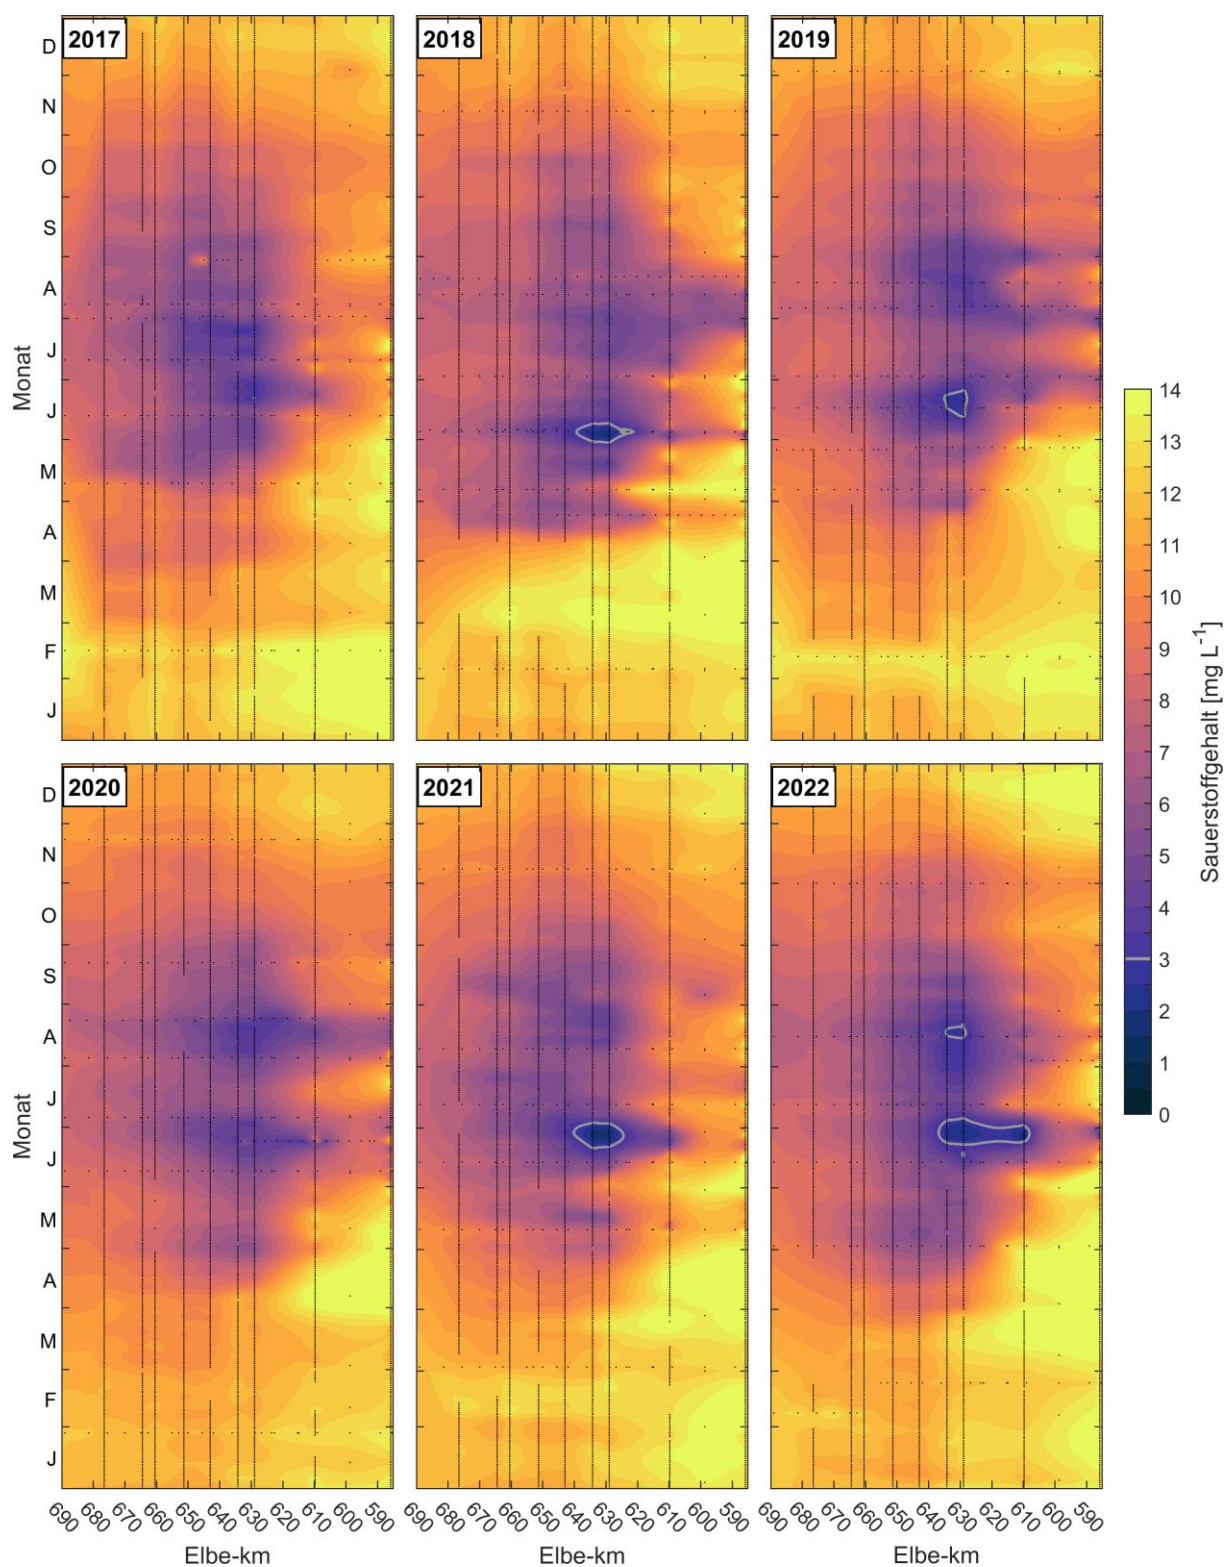 2017
2018
2019
D
N
O
S
A
J
J
M
A
M
F
J
Monat
14
13
12
11
10
9
8
7
6
5
4
3
2
1
0
Sauerstoffgehalt [mg L-1]
2020
2021
2022
D
N
O
S
A
J
J
M
A
M
F
J
Monat
690 680 670 660 650 640 630 620 610 600 590
690 680 670 660 650 640 630 620 610 600 590
690 680 670 660 650 640 630 620 610 600 590
Elbe-km
Elbe-km
Elbe-km